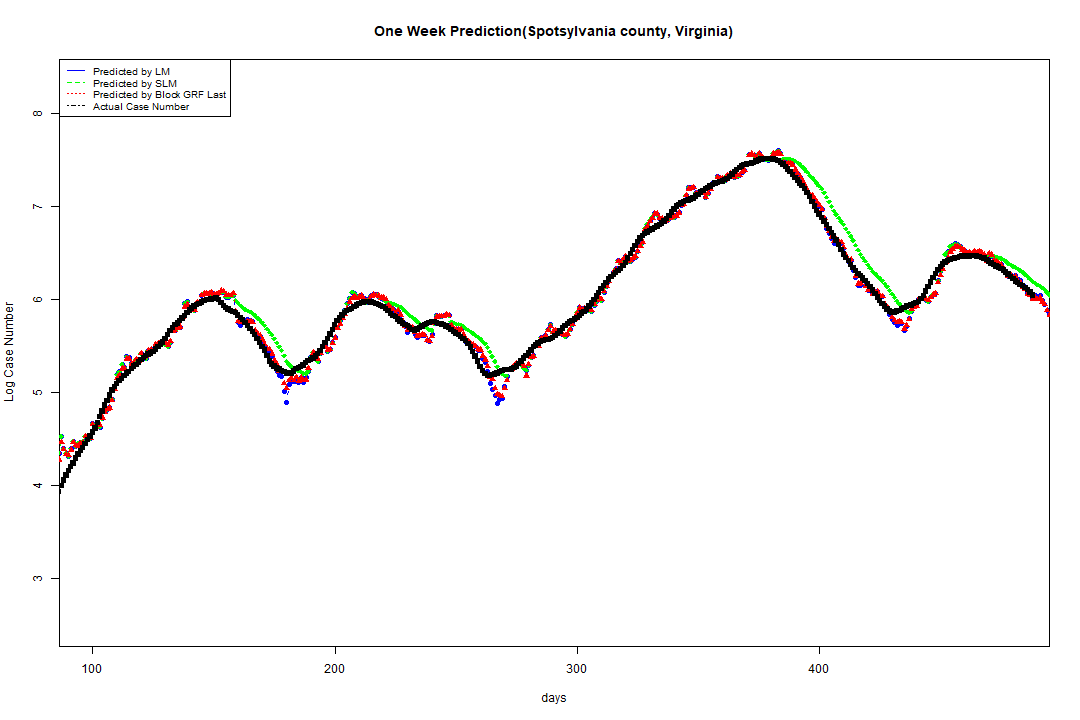 One Week Prediction(Spotsylvania county, Virginia)
Predicted by LM
Predicted by SLM
Predicted by Block GRF Last
Actual Case Number
8
7
6
5
4
3
Log Case Number
100 200 300 400
days